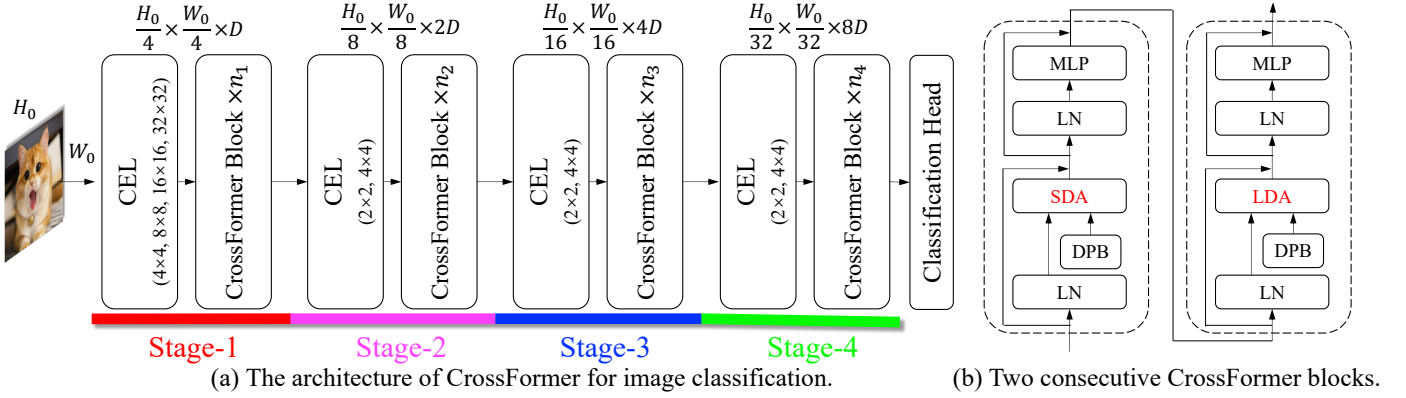 H₀
W₀
H₀/4 × W₀/4 × D
CEL
(4×4, 8×8, 16×16, 32×32)
CrossFormer Block ×n₁
H₀/8 × W₀/8 × 2D
CEL
(2×2, 4×4)
CrossFormer Block ×n₂
H₀/16 × W₀/16 × 4D
CEL
(2×2, 4×4)
CrossFormer Block ×n₃
H₀/32 × W₀/32 × 8D
CEL
(2×2, 4×4)
CrossFormer Block ×n₄
Classification Head
Stage-1
Stage-2
Stage-3
Stage-4
(a) The architecture of CrossFormer for image classification.
MLP
LN
SDA
DPB
LN
MLP
LN
LDA
DPB
LN
(b) Two consecutive CrossFormer blocks.